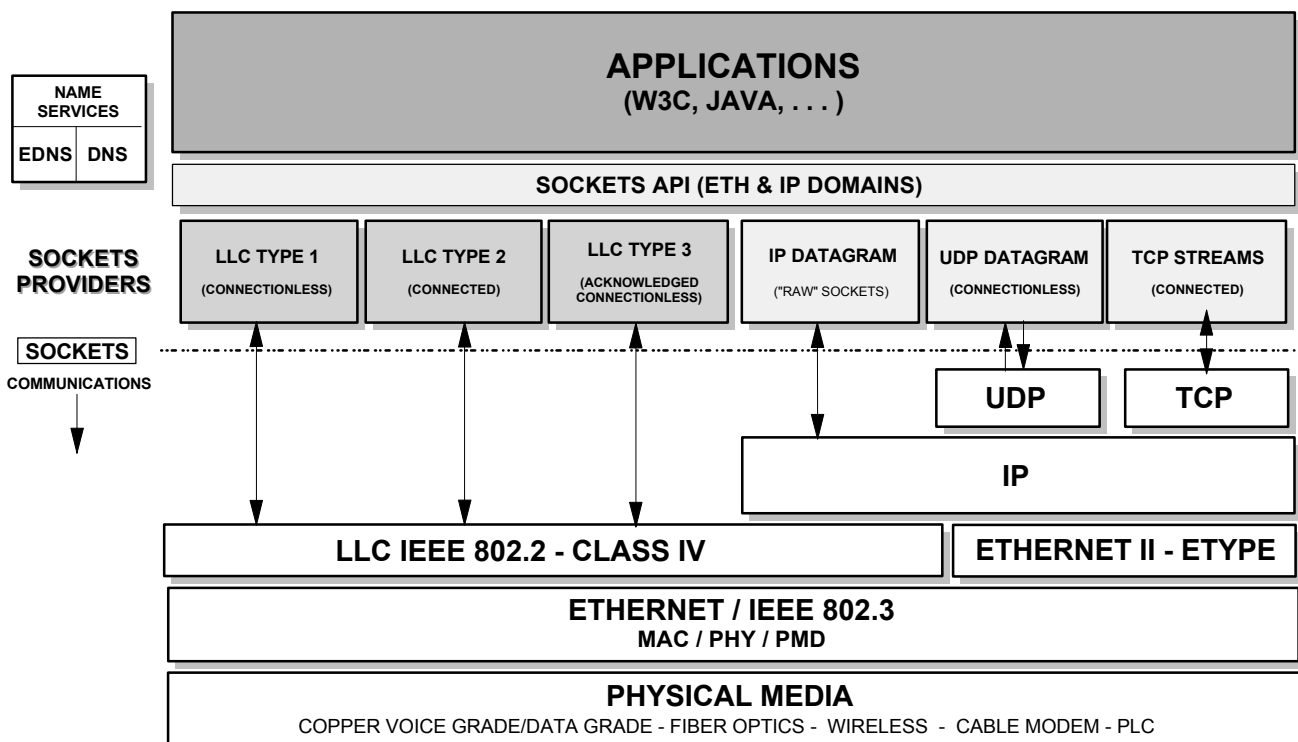 APPLICATIONS
(W3C, JAVA, . . . )
NAME
SERVICES
EDNS
DNS
SOCKETS API (ETH & IP DOMAINS)
SOCKETS
PROVIDERS
LLC TYPE 1
(CONNECTIONLESS)
LLC TYPE 2
(CONNECTED)
LLC TYPE 3
(ACKNOWLEDGED
CONNECTIONLESS)
IP DATAGRAM
("RAW" SOCKETS)
UDP DATAGRAM
(CONNECTIONLESS)
TCP STREAMS
(CONNECTED)
SOCKETS
COMMUNICATIONS
UDP
TCP
IP
LLC IEEE 802.2 - CLASS IV
ETHERNET II - ETYPE
ETHERNET / IEEE 802.3
MAC / PHY / PMD
PHYSICAL MEDIA
COPPER VOICE GRADE/DATA GRADE - FIBER OPTICS - WIRELESS - CABLE MODEM - PLC